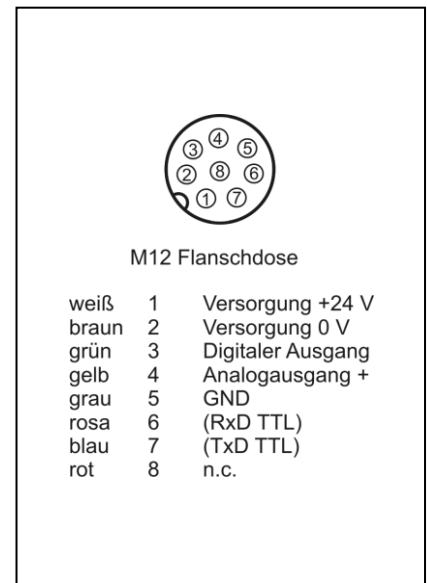 4
3 5
2 8 6
1 7
M12 Flanschdose
weiß 1 Versorgung +24 V
braun 2 Versorgung 0 V
grün 3 Digitaler Ausgang
gelb 4 Analogausgang +
grau 5 GND
rosa 6 (RxD TTL)
blau 7 (TxD TTL)
rot 8 n.c.